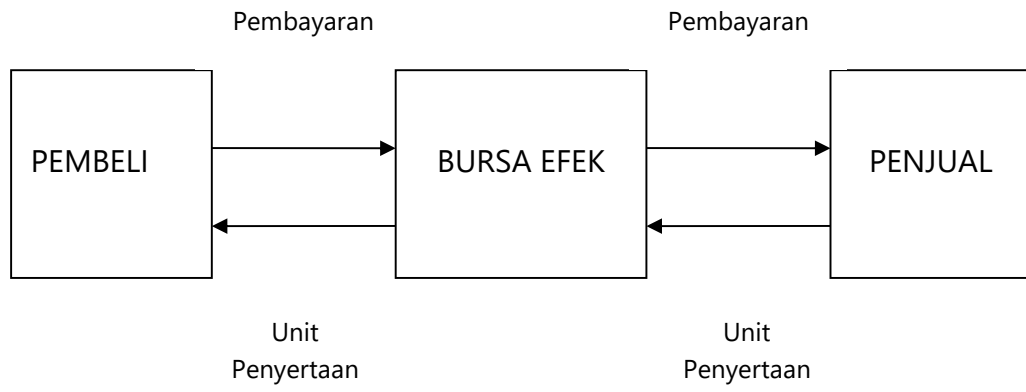 Pembayaran
Pembayaran
PEMBELI
BURSA EFEK
PENJUAL
Unit
Penyertaan
Unit
Penyertaan